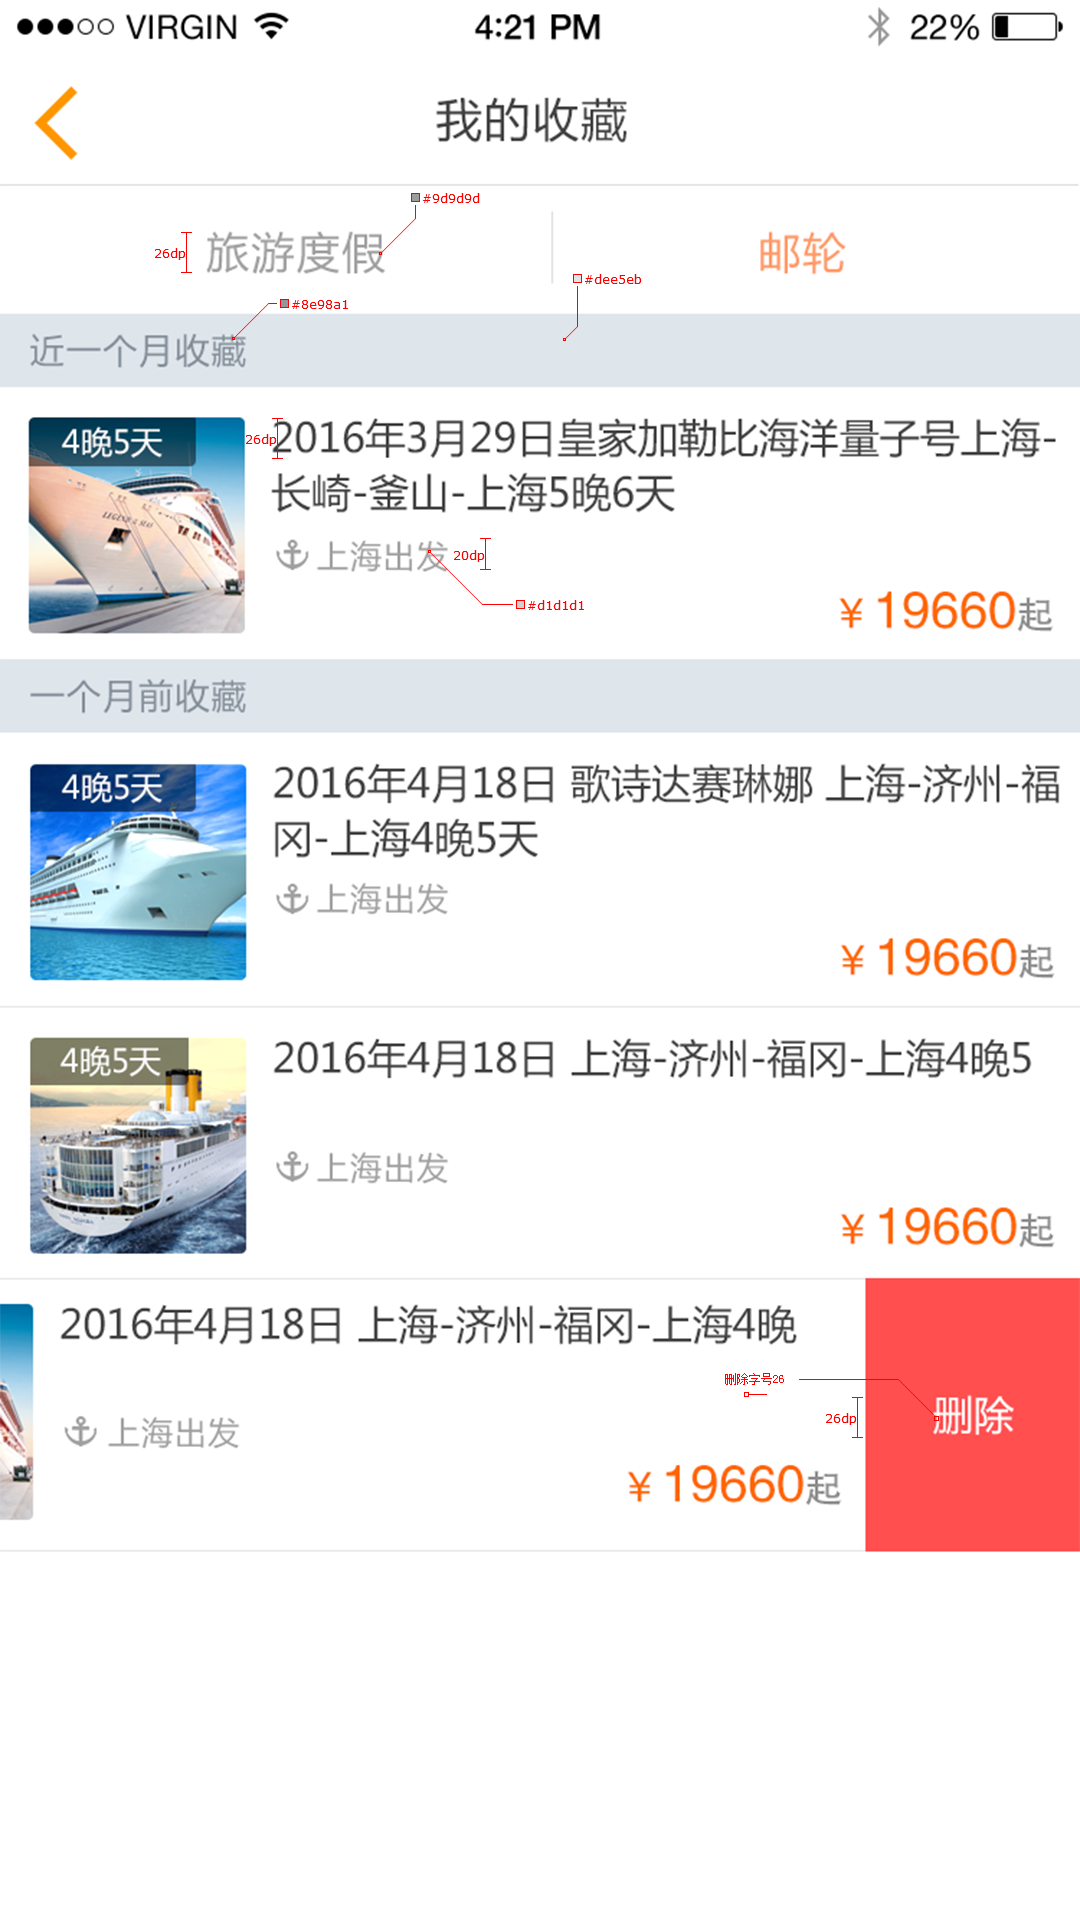 VIRGIN 4:21 PM 22%
我的收藏
#9d9d9d
26dp 旅游度假 邮轮
#dee5eb
#8e98a1
近一个月收藏
4晚5天
26dp
2016年3月29日皇家加勒比海洋量子号上海-
长崎-釜山-上海5晚6天
上海出发 20dp
#d1d1d1
¥ 19660起
一个月前收藏
4晚5天
2016年4月18日 歌诗达赛琳娜 上海-济州-福
冈-上海4晚5天
上海出发
¥ 19660起
4晚5天
2016年4月18日 上海-济州-福冈-上海4晚5
上海出发
¥ 19660起
2016年4月18日 上海-济州-福冈-上海4晚
删除字号26
26dp 删除
上海出发
¥ 19660起